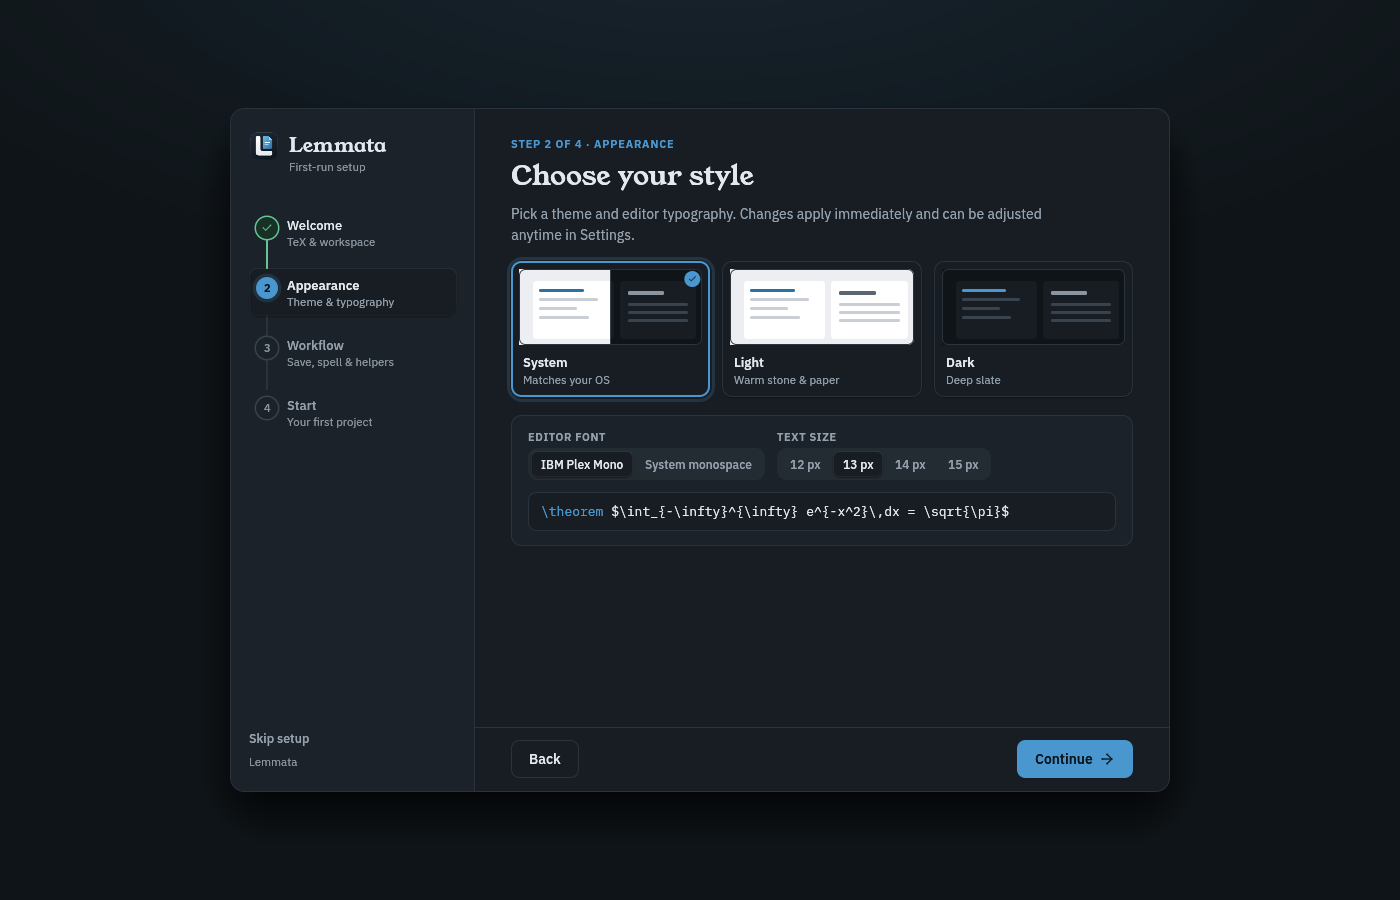 Lemmata
First-run setup
Welcome
TeX & workspace
2
Appearance
Theme & typography
3
Workflow
Save, spell & helpers
4
Start
Your first project
Skip setup
Lemmata
STEP 2 OF 4 · APPEARANCE
Choose your style
Pick a theme and editor typography. Changes apply immediately and can be adjusted
anytime in Settings.
System
Matches your OS
Light
Warm stone & paper
Dark
Deep slate
EDITOR FONT
IBM Plex Mono
System monospace
TEXT SIZE
12 px
13 px
14 px
15 px
\theorem $\int_{-\infty}^{\infty} e^{-x^2}\,dx = \sqrt{\pi}$
Back
Continue